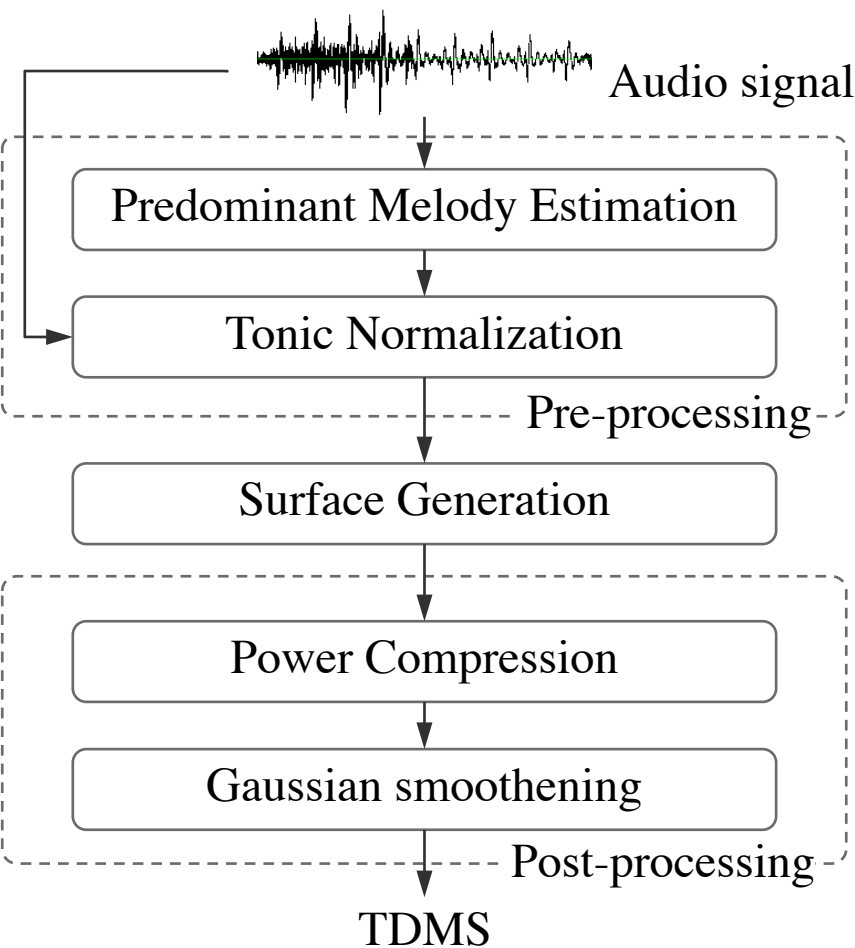 Audio signal
Predominant Melody Estimation
Tonic Normalization
Pre-processing
Surface Generation
Power Compression
Gaussian smoothening
Post-processing
TDMS